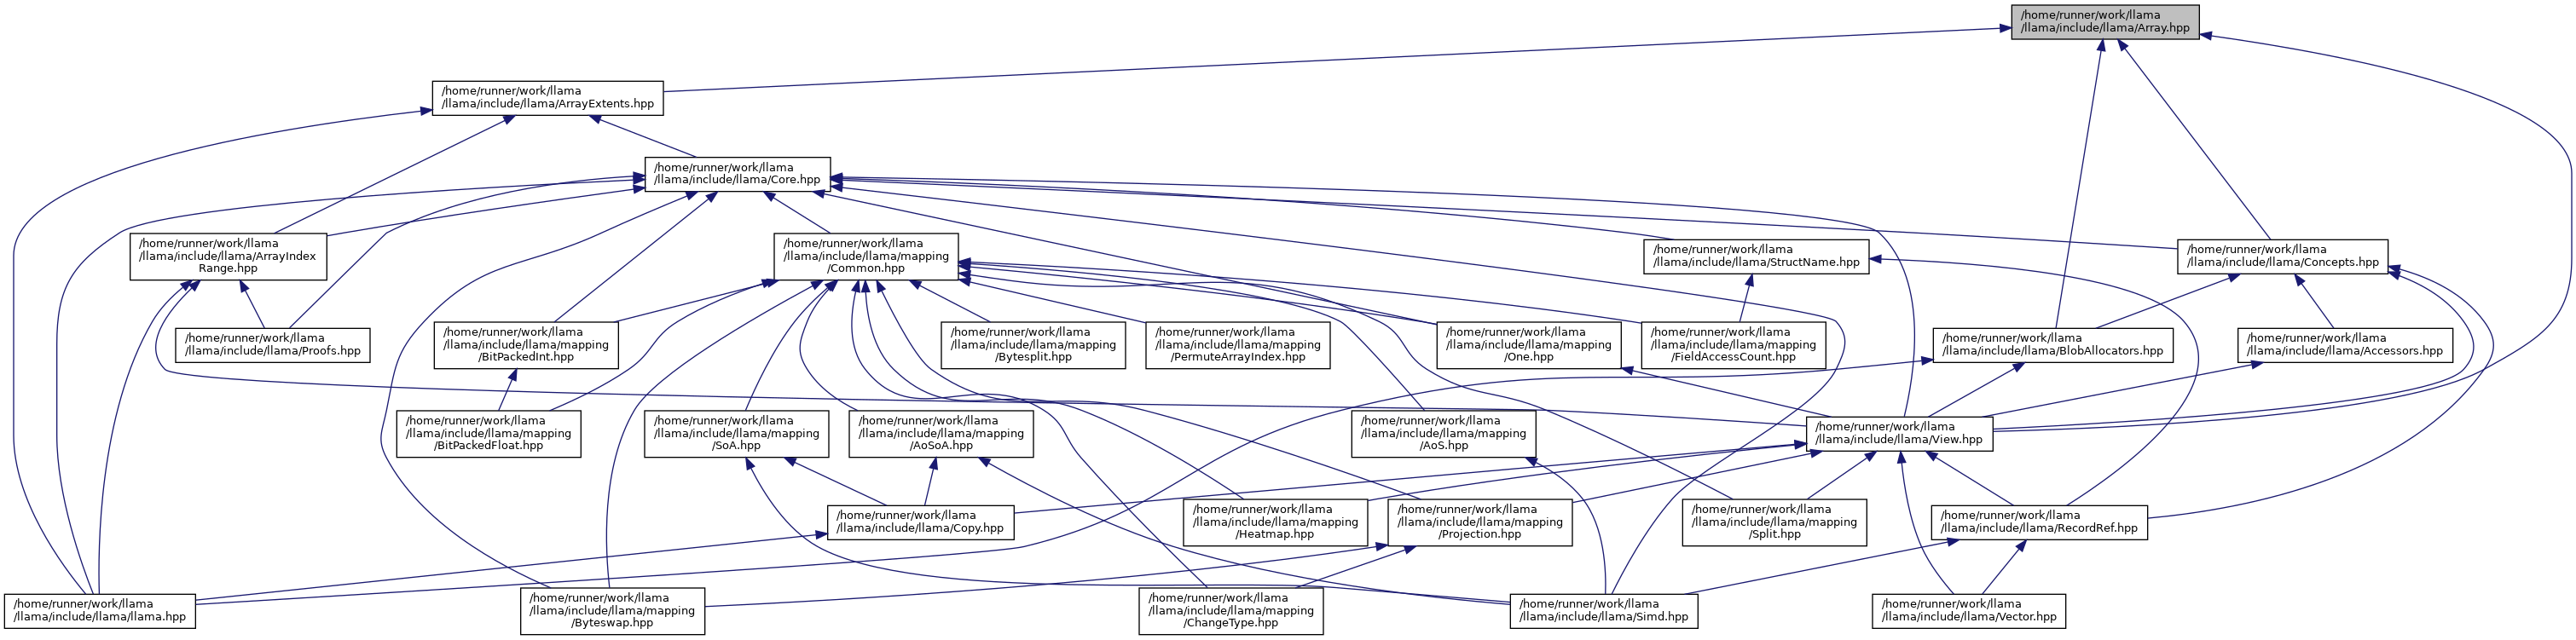 /home/runner/work/llama
/llama/include/llama/Array.hpp
/home/runner/work/llama
/llama/include/llama/ArrayExtents.hpp
/home/runner/work/llama
/llama/include/llama/Core.hpp
/home/runner/work/llama
/llama/include/llama/ArrayIndex
Range.hpp
/home/runner/work/llama
/llama/include/llama/mapping
/Common.hpp
/home/runner/work/llama
/llama/include/llama/StructName.hpp
/home/runner/work/llama
/llama/include/llama/Concepts.hpp
/home/runner/work/llama
/llama/include/llama/Proofs.hpp
/home/runner/work/llama
/llama/include/llama/mapping
/BitPackedInt.hpp
/home/runner/work/llama
/llama/include/llama/mapping
/Bytesplit.hpp
/home/runner/work/llama
/llama/include/llama/mapping
/PermuteArrayIndex.hpp
/home/runner/work/llama
/llama/include/llama/mapping
/One.hpp
/home/runner/work/llama
/llama/include/llama/mapping
/FieldAccessCount.hpp
/home/runner/work/llama
/llama/include/llama/BlobAllocators.hpp
/home/runner/work/llama
/llama/include/llama/Accessors.hpp
/home/runner/work/llama
/llama/include/llama/mapping
/BitPackedFloat.hpp
/home/runner/work/llama
/llama/include/llama/mapping
/SoA.hpp
/home/runner/work/llama
/llama/include/llama/mapping
/AoSoA.hpp
/home/runner/work/llama
/llama/include/llama/mapping
/AoS.hpp
/home/runner/work/llama
/llama/include/llama/View.hpp
/home/runner/work/llama
/llama/include/llama/Copy.hpp
/home/runner/work/llama
/llama/include/llama/mapping
/Heatmap.hpp
/home/runner/work/llama
/llama/include/llama/mapping
/Projection.hpp
/home/runner/work/llama
/llama/include/llama/mapping
/Split.hpp
/home/runner/work/llama
/llama/include/llama/RecordRef.hpp
/home/runner/work/llama
/llama/include/llama/llama.hpp
/home/runner/work/llama
/llama/include/llama/mapping
/Byteswap.hpp
/home/runner/work/llama
/llama/include/llama/mapping
/ChangeType.hpp
/home/runner/work/llama
/llama/include/llama/Simd.hpp
/home/runner/work/llama
/llama/include/llama/Vector.hpp